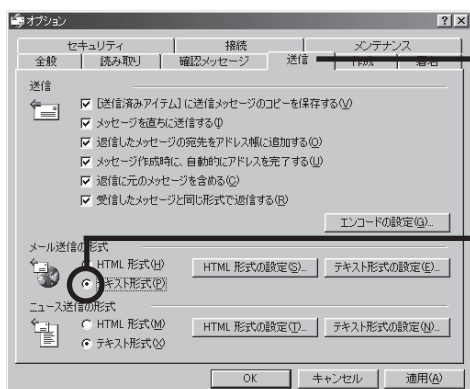 オプション
セキュリティ 接続 メンテナンス
全般 読み取り 確認メッセージ 送信 作成 署名
送信
[送信済みアイテム]に送信メッセージのコピーを保存する(V)
メッセージを直ちに送信する(I)
返信したメッセージの宛先をアドレス帳に追加する(O)
メッセージ作成時に、自動的にアドレスを完了する(U)
返信に元のメッセージを含める(C)
受信したメッセージと同じ形式で返信する(R)
エンコードの設定(G)...
メール送信の形式
HTML 形式(H) HTML 形式の設定(S)... テキスト形式の設定(E)...
テキスト形式(P)
ニュース送信の形式
HTML 形式(M) HTML 形式の設定(T)... テキスト形式の設定(N)...
テキスト形式(X)
OK キャンセル 適用(A)